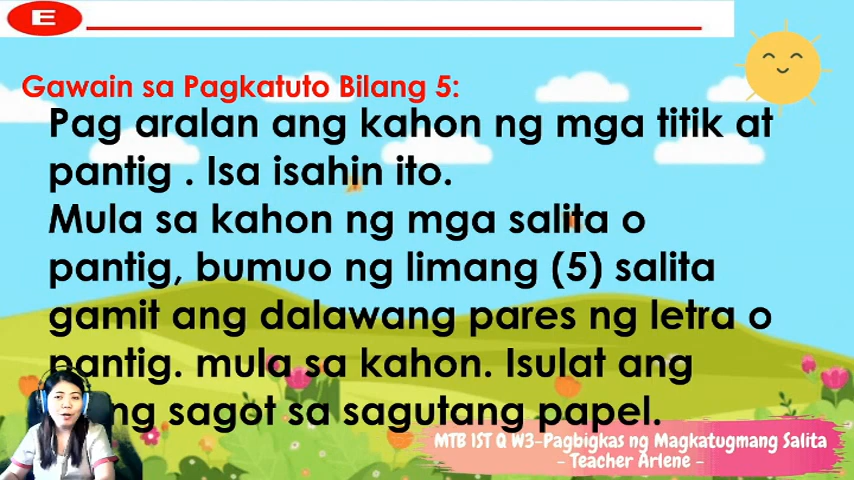 E
Gawain sa Pagkatuto Bilang 5:
Pag aralan ang kahon ng mga titik at
pantig . Isa isahin ito.
Mula sa kahon ng mga salita o
pantig, bumuo ng limang (5) salita
gamit ang dalawang pares ng letra o
pantig. mula sa kahon. Isulat ang
ng sagot sa sagutang papel.
MTB 1ST Q W3-Pagbigkas ng Magkatugmang Salita
- Teacher Arlene -